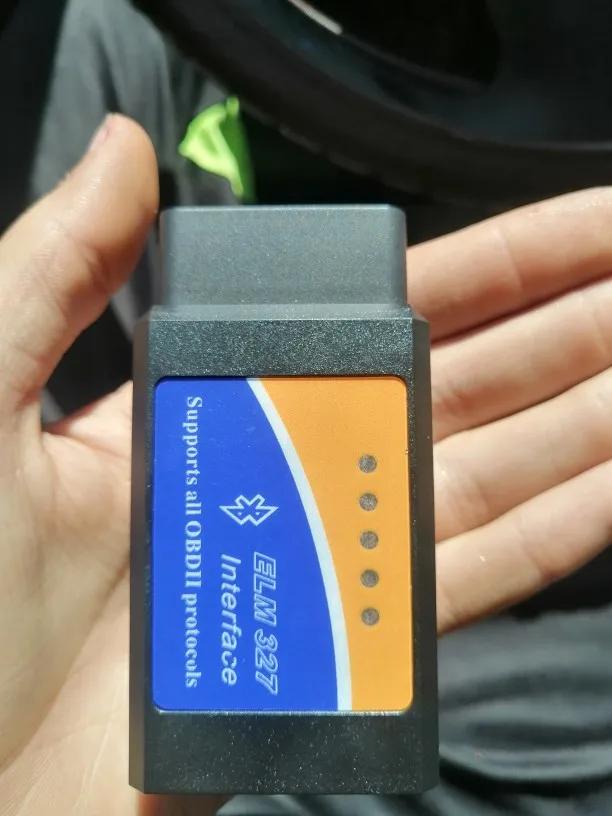 ELM 327
Interface
Supports all OBDII protocols